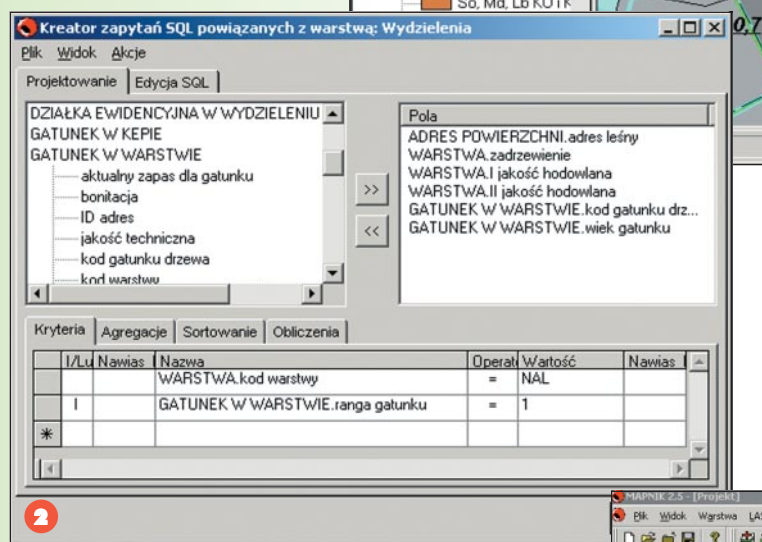 So, Md, Lb KOTK
0,7
Kreator zapytań SQL powiązanych z warstwą: Wydzielenia
Plik Widok Akcje
Projektowanie Edycja SQL
DZIAŁKA EWIDENCYJNA W WYDZIELENIU
GATUNEK W KEPIE
GATUNEK W WARSTWIE
aktualny zapas dla gatunku
bonitacja
ID adres
jakość techniczna
kod gatunku drzewa
kod warstwy
>>
<<
Pola
ADRES POWIERZCHNI.adres leśny
WARSTWA.zadrzewienie
WARSTWA.I jakość hodowlana
WARSTWA.II jakość hodowlana
GATUNEK W WARSTWIE.kod gatunku drz...
GATUNEK W WARSTWIE.wiek gatunku
Kryteria Agregacje Sortowanie Obliczenia
I/Lu Nawias ( Nazwa Operat Wartość Nawias
WARSTWA.kod warstwy = NAL
I GATUNEK W WARSTWIE.ranga gatunku = 1
*
2
MAPNIK 2.5 - [Projekt]
Plik Widok Warstwa LAS